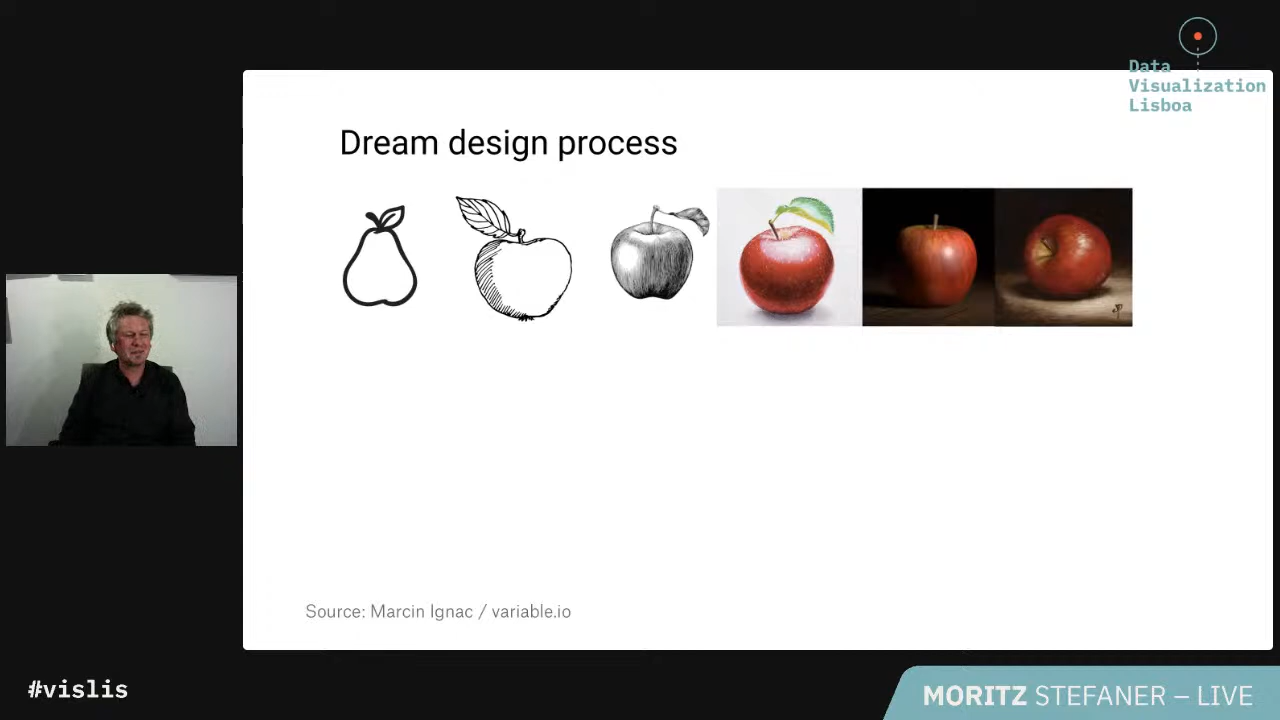 Data
Visualization
Lisboa
Dream design process
Source: Marcin Ignac / variable.io
#vislis
MORITZ STEFANER – LIVE